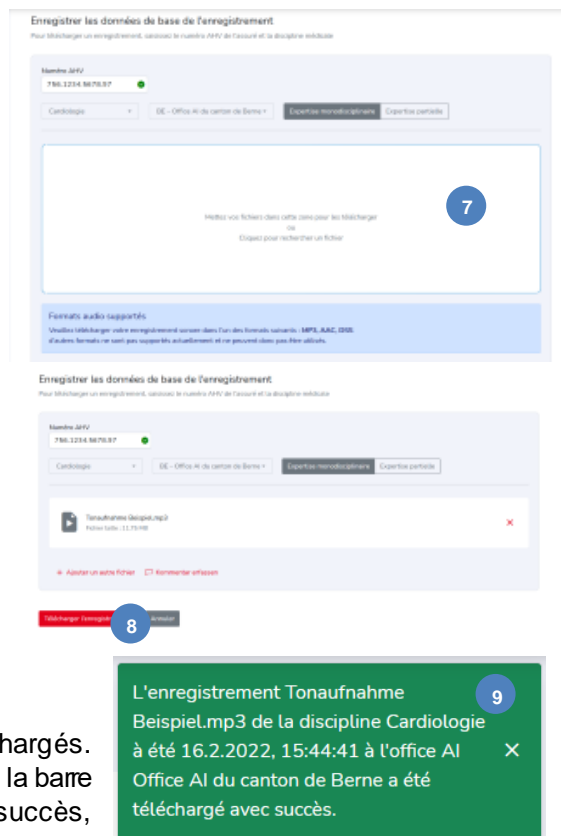 Enregistrer les données de base de l'enregistrement
Pour télécharger un enregistrement, saisissez le numéro AHV de l'assuré et la discipline médicale
Numéro AHV
756.1234.5678.97
Cardiologie
BE - Office AI du canton de Berne
Expertise monodisciplinaire
Expertise partielle
Mettez vos fichiers dans cette zone pour les télécharger
ou
Cliquez pour rechercher un fichier
7
Formats audio supportés
Veuillez télécharger votre enregistrement sonore dans l'un des formats suivants : MP3, AAC, DSS
d'autres formats ne sont pas supportés actuellement et ne peuvent donc pas être utilisés.
Enregistrer les données de base de l'enregistrement
Pour télécharger un enregistrement, saisissez le numéro AHV de l'assuré et la discipline médicale
Numéro AHV
756.1234.5678.97
Cardiologie
BE - Office AI du canton de Berne
Expertise monodisciplinaire
Expertise partielle
Tonaufnahme Beispiel.mp3
11.75 MB
+ Ajouter un autre fichier
Kommentar erfassen
Télécharger
Annuler
8
L'enregistrement Tonaufnahme
Beispiel.mp3 de la discipline Cardiologie
à été 16.2.2022, 15:44:41 à l'office AI
Office AI du canton de Berne a été
téléchargé avec succès.
9
hargés.
la barre
succès,